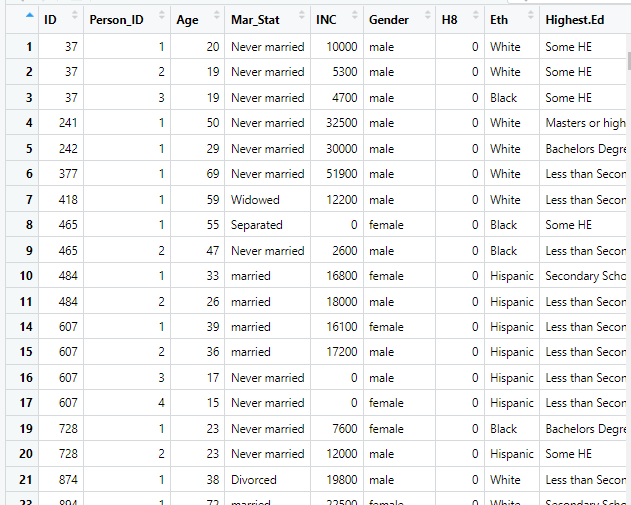 ID Person_ID Age Mar_Stat INC Gender H8 Eth Highest.Ed
1 37 1 20 Never married 10000 male 0 White Some HE
2 37 2 19 Never married 5300 male 0 White Some HE
3 37 3 19 Never married 4700 male 0 Black Some HE
4 241 1 50 Never married 32500 male 0 White Masters or high
5 242 1 29 Never married 30000 male 0 White Bachelors Degre
6 377 1 69 Never married 51900 male 0 White Less than Secon
7 418 1 59 Widowed 12200 male 0 White Less than Secon
8 465 1 55 Separated 0 female 0 Black Some HE
9 465 2 47 Never married 2600 male 0 Black Less than Secon
10 484 1 33 married 16800 female 0 Hispanic Secondary Scho
11 484 2 26 married 18000 male 0 Hispanic Less than Secon
14 607 1 39 married 16100 female 0 Hispanic Less than Secon
15 607 2 36 married 17200 male 0 Hispanic Less than Secon
16 607 3 17 Never married 0 male 0 Hispanic Less than Secon
17 607 4 15 Never married 0 female 0 Hispanic Less than Secon
19 728 1 23 Never married 7600 female 0 Black Bachelors Degre
20 728 2 23 Never married 12000 male 0 Hispanic Some HE
21 874 1 38 Divorced 19800 male 0 White Less than Secon
23 894 1 72 married 22500 female 0 White Secondary Scho